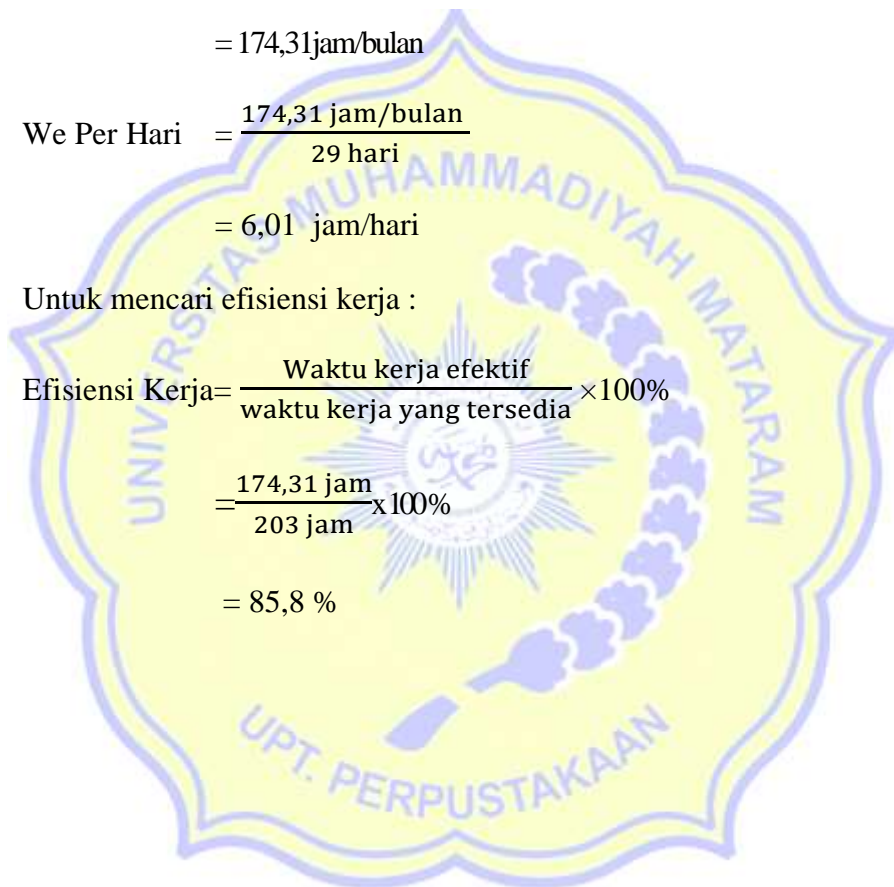 = 174,31jam/bulan
We Per Hari = 174,31 jam/bulan / 29 hari
= 6,01 jam/hari
Untuk mencari efisiensi kerja :
Efisiensi Kerja= Waktu kerja efektif / waktu kerja yang tersedia ×100%
= 174,31 jam / 203 jam x100%
= 85,8 %
UNIVERSITAS MUHAMMADIYAH MATARAM
UPT. PERPUSTAKAAN